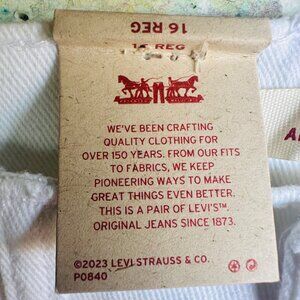 16 REG
16 REG
WE'VE BEEN CRAFTING
QUALITY CLOTHING FOR
OVER 150 YEARS. FROM OUR FITS
TO FABRICS, WE KEEP
PIONEERING WAYS TO MAKE
GREAT THINGS EVEN BETTER.
THIS IS A PAIR OF LEVI'S™.
ORIGINAL JEANS SINCE 1873.
©2023 LEVI STRAUSS & CO.
P0840